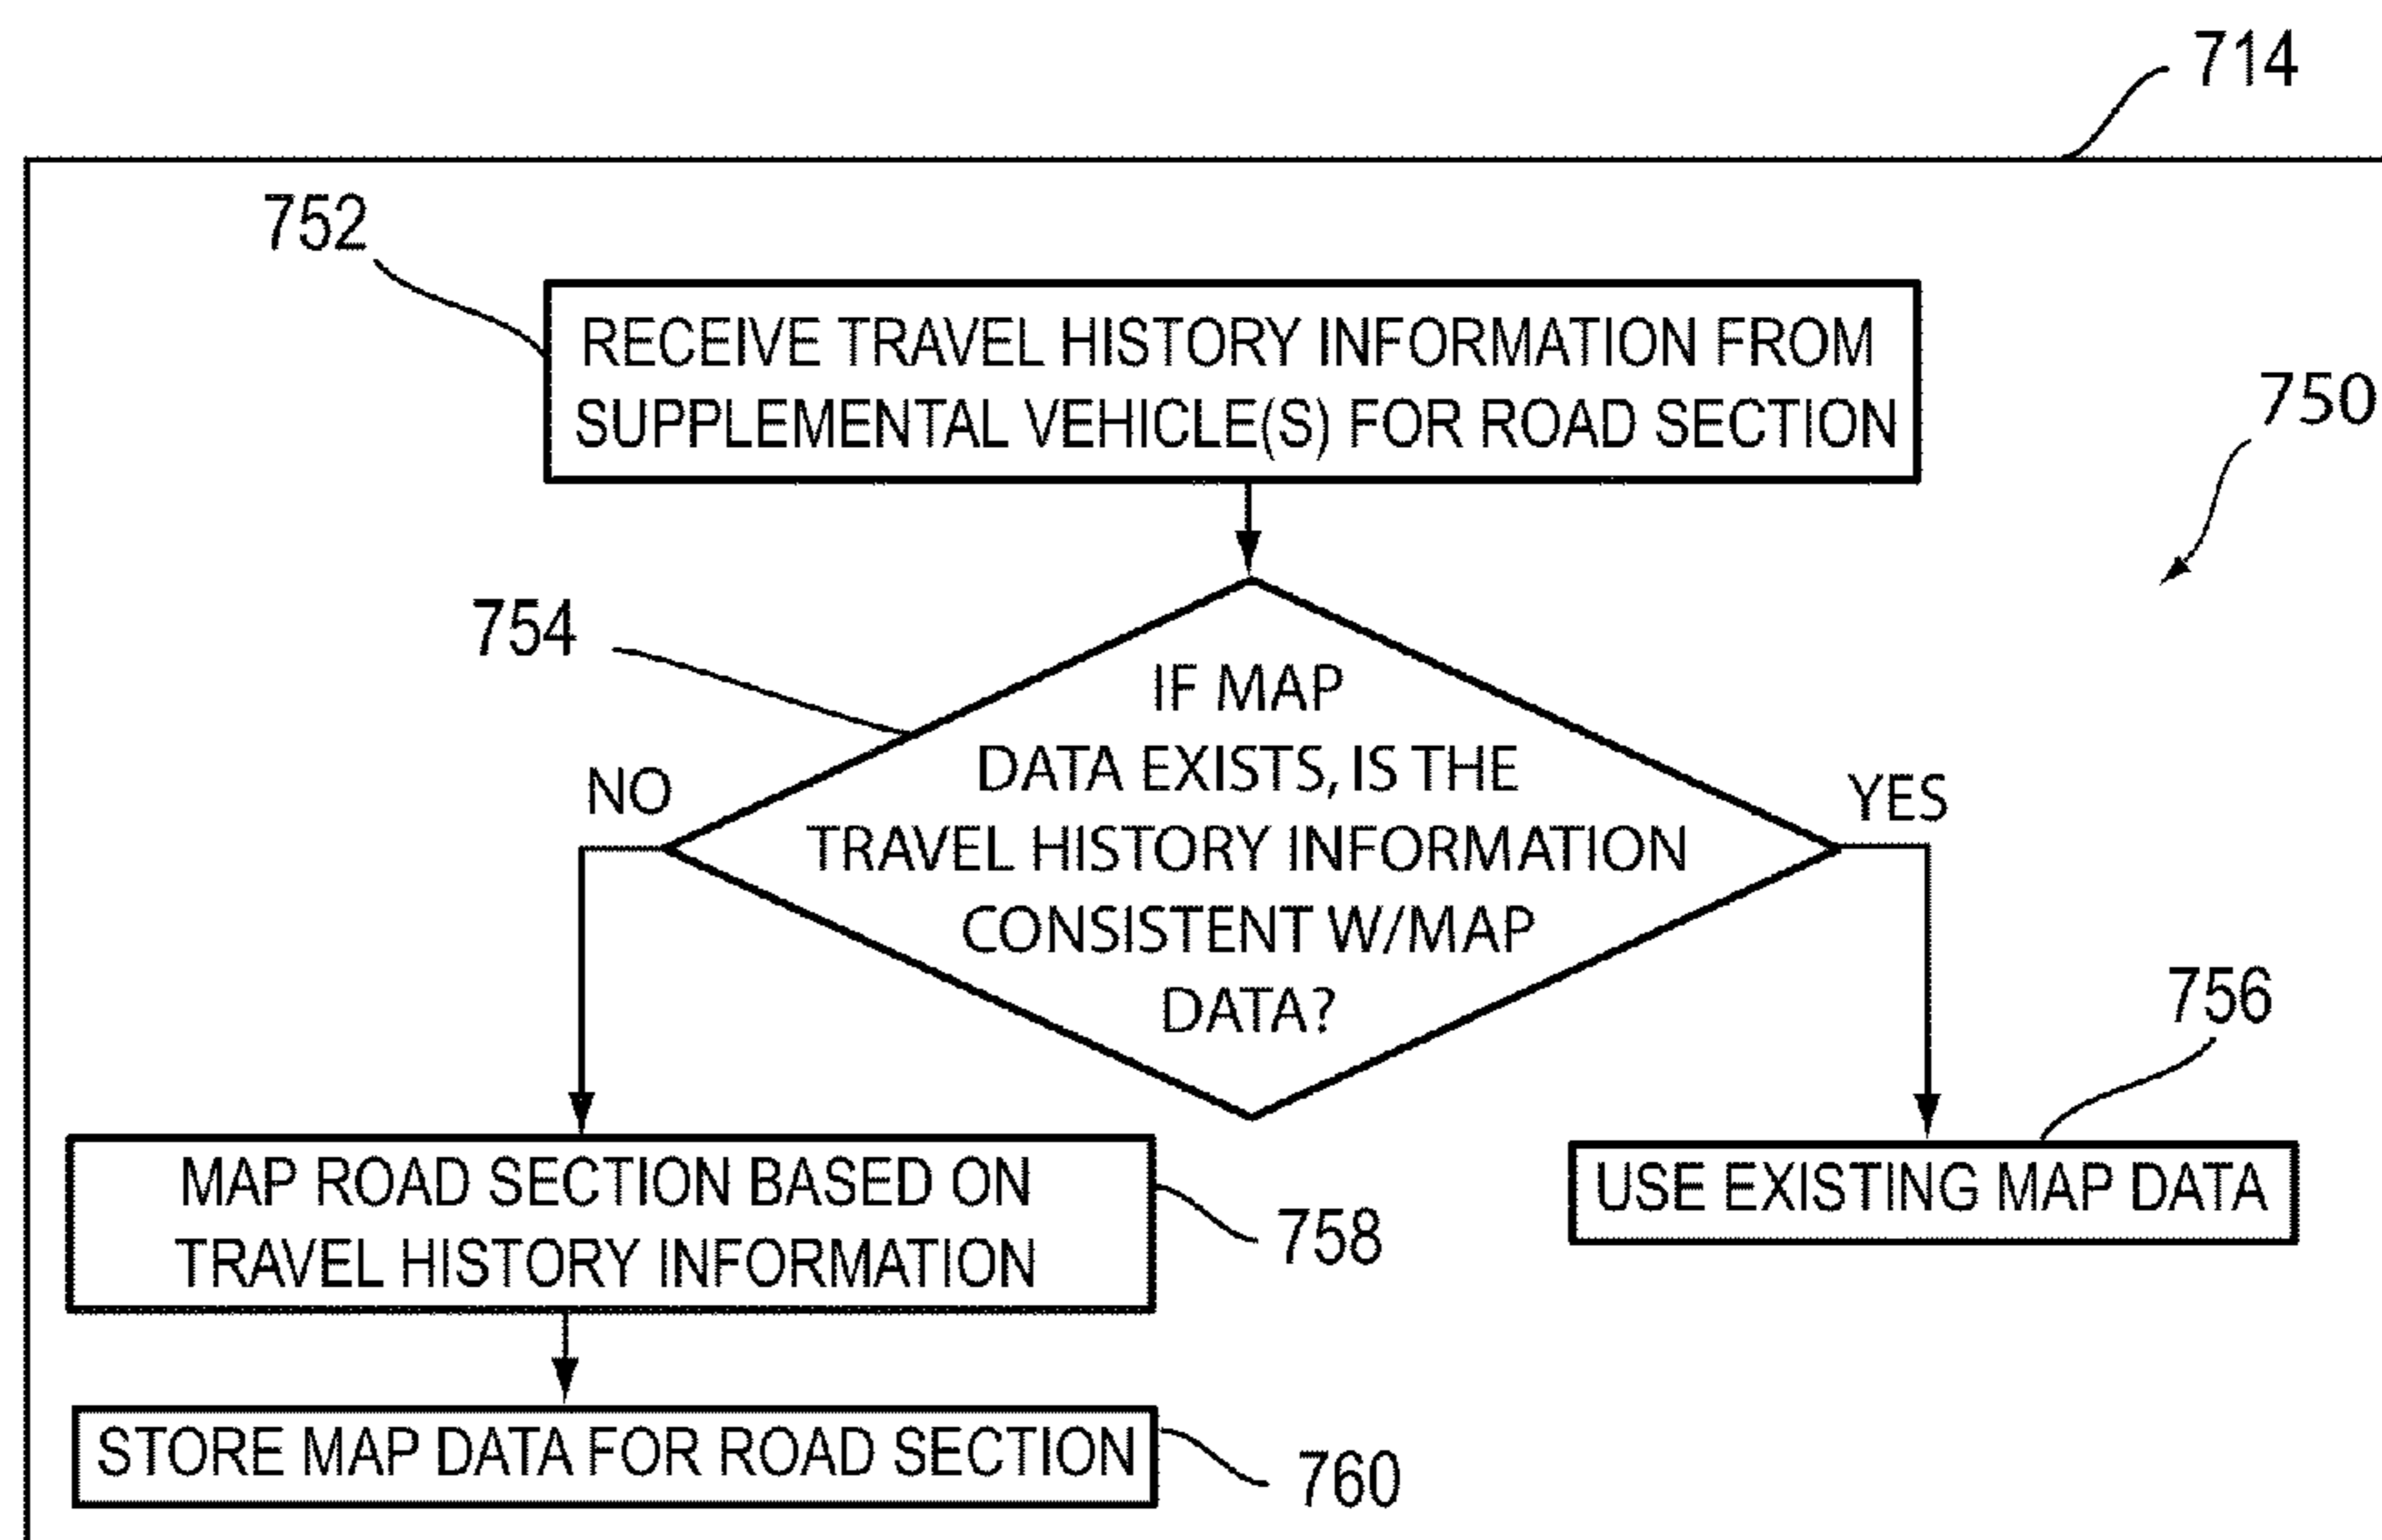 714
752
RECEIVE TRAVEL HISTORY INFORMATION FROM
SUPPLEMENTAL VEHICLE(S) FOR ROAD SECTION
750
754
IF MAP
DATA EXISTS, IS THE
TRAVEL HISTORY INFORMATION
CONSISTENT W/MAP
DATA?
NO
YES
756
MAP ROAD SECTION BASED ON
TRAVEL HISTORY INFORMATION
758
USE EXISTING MAP DATA
STORE MAP DATA FOR ROAD SECTION
760